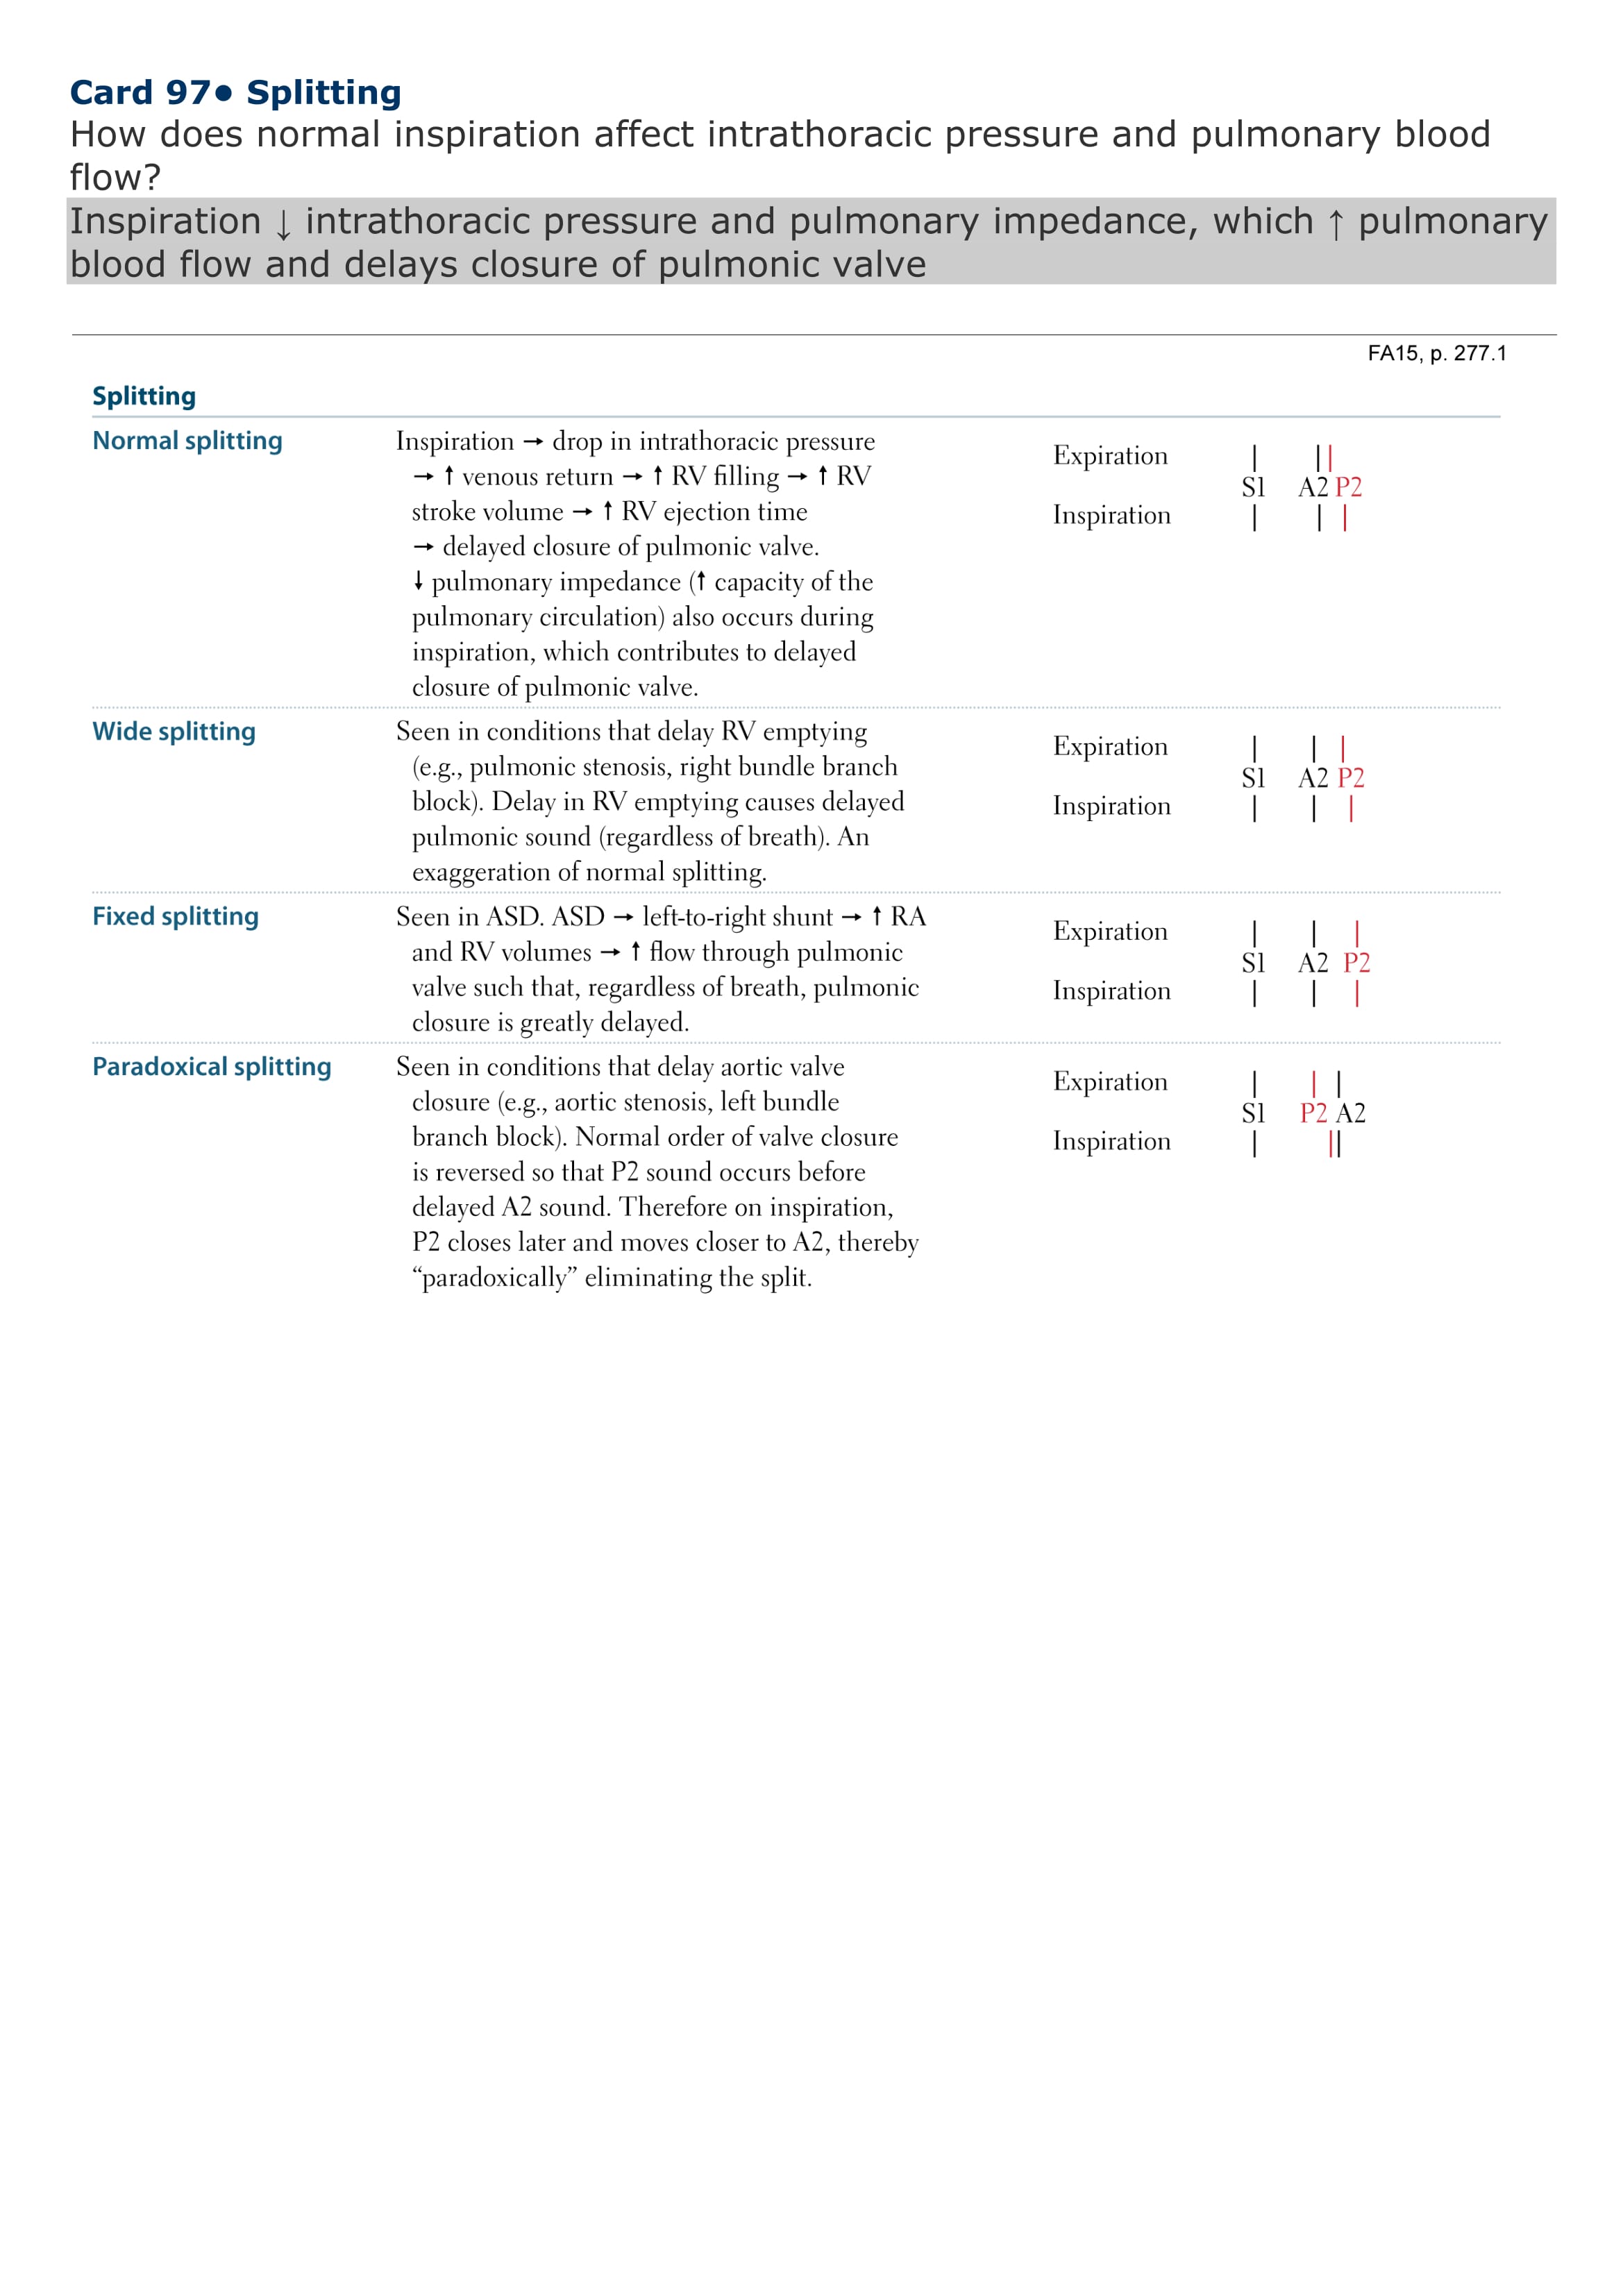 Card 97● Splitting
How does normal inspiration affect intrathoracic pressure and pulmonary blood
flow?
Inspiration ↓ intrathoracic pressure and pulmonary impedance, which ↑ pulmonary
blood flow and delays closure of pulmonic valve
FA15, p. 277.1
Splitting
Normal splitting
Inspiration → drop in intrathoracic pressure
→ ↑ venous return → ↑ RV filling → ↑ RV
stroke volume → ↑ RV ejection time
→ delayed closure of pulmonic valve.
↓ pulmonary impedance (↑ capacity of the
pulmonary circulation) also occurs during
inspiration, which contributes to delayed
closure of pulmonic valve.
Expiration
S1 A2 P2
Inspiration
Wide splitting
Seen in conditions that delay RV emptying
(e.g., pulmonic stenosis, right bundle branch
block). Delay in RV emptying causes delayed
pulmonic sound (regardless of breath). An
exaggeration of normal splitting.
Expiration
S1 A2 P2
Inspiration
Fixed splitting
Seen in ASD. ASD → left-to-right shunt → ↑ RA
and RV volumes → ↑ flow through pulmonic
valve such that, regardless of breath, pulmonic
closure is greatly delayed.
Expiration
S1 A2 P2
Inspiration
Paradoxical splitting
Seen in conditions that delay aortic valve
closure (e.g., aortic stenosis, left bundle
branch block). Normal order of valve closure
is reversed so that P2 sound occurs before
delayed A2 sound. Therefore on inspiration,
P2 closes later and moves closer to A2, thereby
“paradoxically” eliminating the split.
Expiration
S1 P2 A2
Inspiration